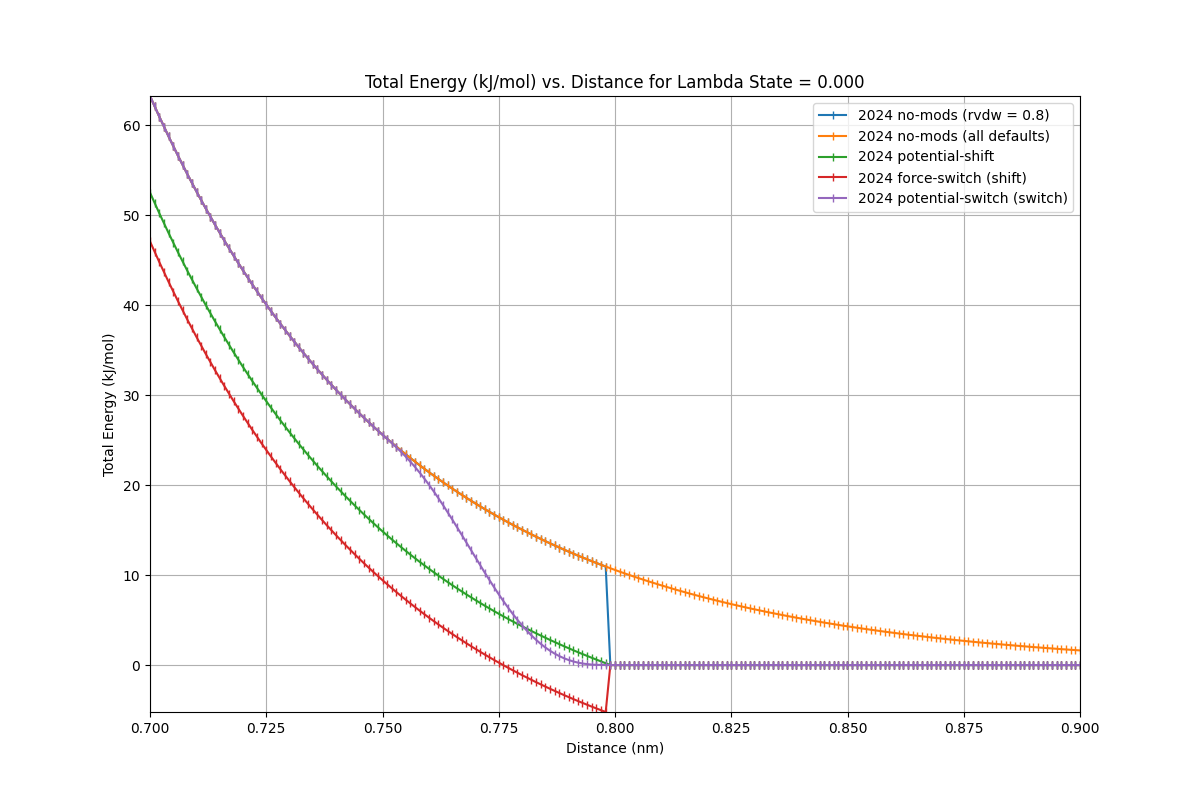 Total Energy (kJ/mol) vs. Distance for Lambda State = 0.000
2024 no-mods (rvdw = 0.8)
2024 no-mods (all defaults)
2024 potential-shift
2024 force-switch (shift)
2024 potential-switch (switch)
Total Energy (kJ/mol)
60
50
40
30
20
10
0
0.700
0.725
0.750
0.775
0.800
0.825
0.850
0.875
0.900
Distance (nm)